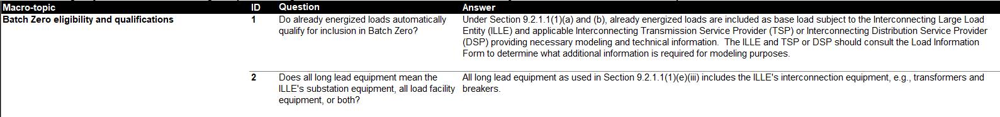 Macro-topic ID Question Answer
Batch Zero eligibility and qualifications 1 Do already energized loads automatically Under Section 9.2.1.1(1)(a) and (b), already energized loads are included as base load subject to the Interconnecting Large Load
qualify for inclusion in Batch Zero? Entity (ILLE) and applicable Interconnecting Transmission Service Provider (TSP) or Interconnecting Distribution Service Provider
(DSP) providing necessary modeling and technical information.  The ILLE and TSP or DSP should consult the Load Information
Form to determine what additional information is required for modeling purposes.
2 Does all long lead equipment mean the All long lead equipment as used in Section 9.2.1.1(1)(e)(iii) includes the ILLE's interconnection equipment, e.g., transformers and
ILLE's substation equipment, all load facility breakers.
equipment, or both?